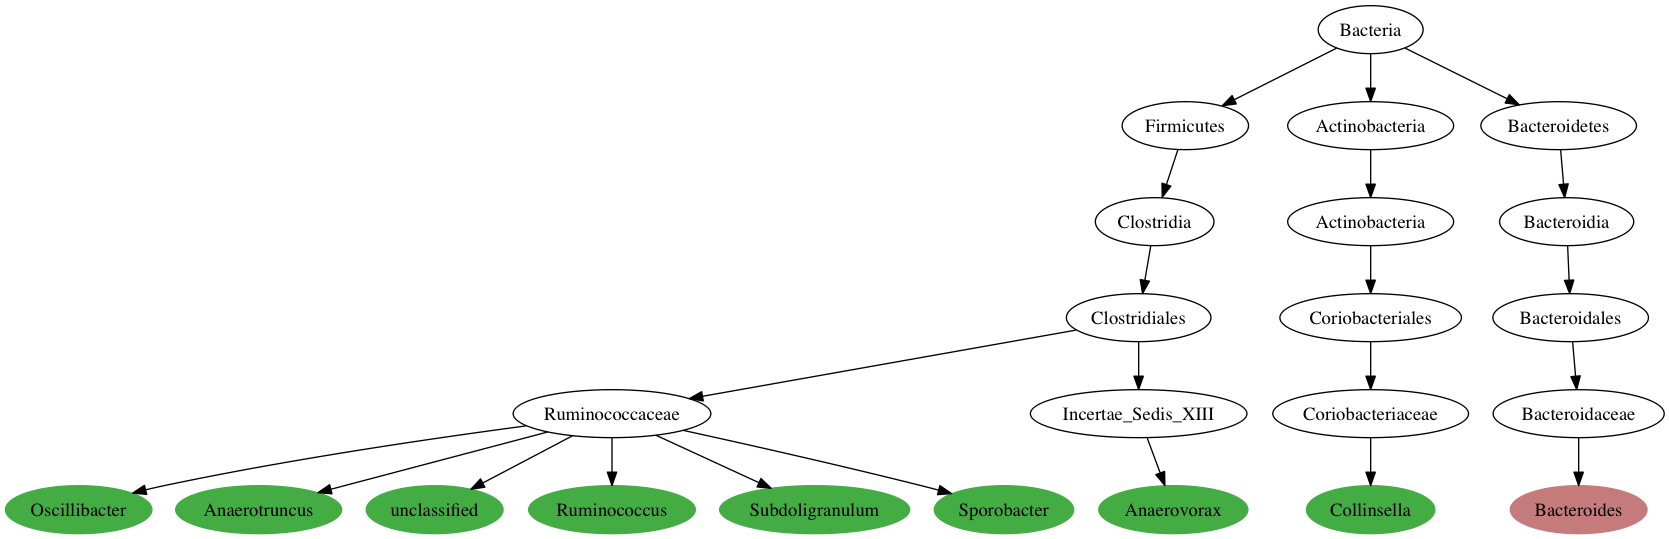 Bacteria
Firmicutes
Actinobacteria
Bacteroidetes
Clostridia
Actinobacteria
Bacteroidia
Clostridiales
Coriobacteriales
Bacteroidales
Ruminococcaceae
Incertae_Sedis_XIII
Coriobacteriaceae
Bacteroidaceae
Oscillibacter
Anaerotruncus
unclassified
Ruminococcus
Subdoligranulum
Sporobacter
Anaerovorax
Collinsella
Bacteroides